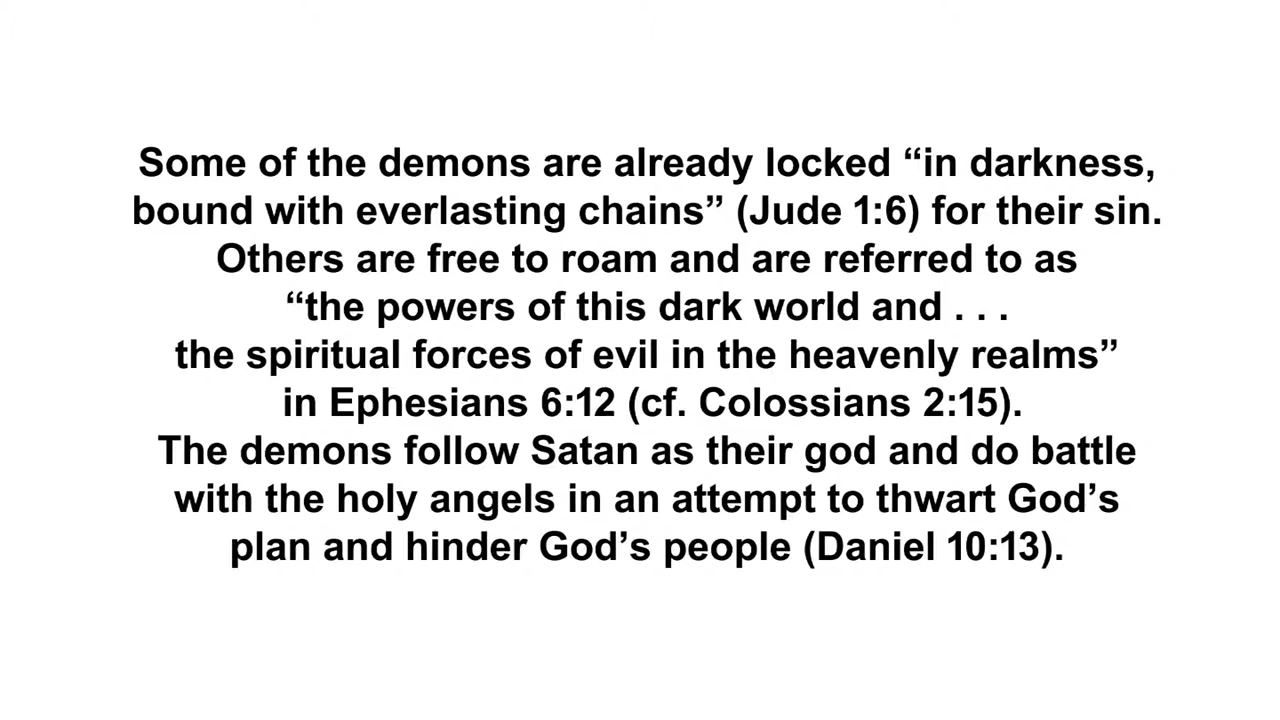 Some of the demons are already locked “in darkness,
bound with everlasting chains” (Jude 1:6) for their sin.
Others are free to roam and are referred to as
“the powers of this dark world and . . .
the spiritual forces of evil in the heavenly realms”
in Ephesians 6:12 (cf. Colossians 2:15).
The demons follow Satan as their god and do battle
with the holy angels in an attempt to thwart God’s
plan and hinder God’s people (Daniel 10:13).